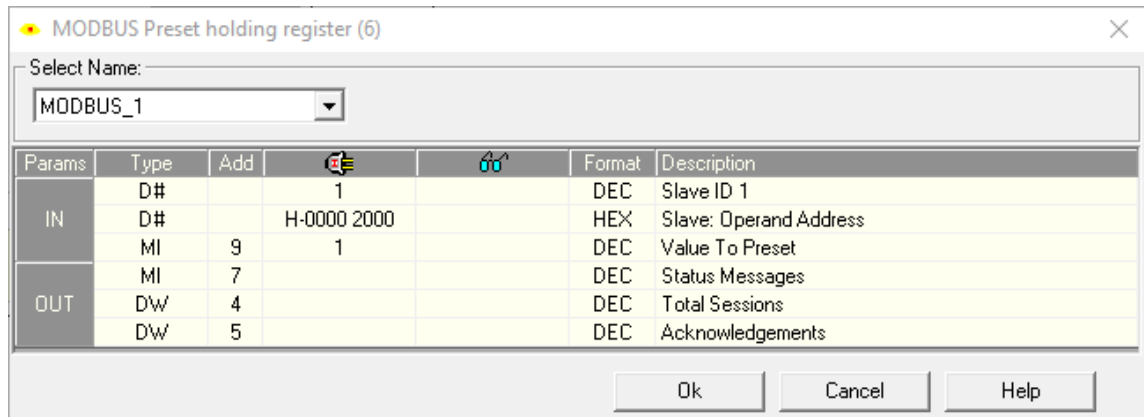 MODBUS Preset holding register (6)
Select Name:
MODBUS_1
Params Type Add Format Description
IN
D# 1 DEC Slave ID 1
D# H-0000 2000 HEX Slave: Operand Address
MI 9 1 DEC Value To Preset
OUT
MI 7 DEC Status Messages
DW 4 DEC Total Sessions
DW 5 DEC Acknowledgements
Ok Cancel Help